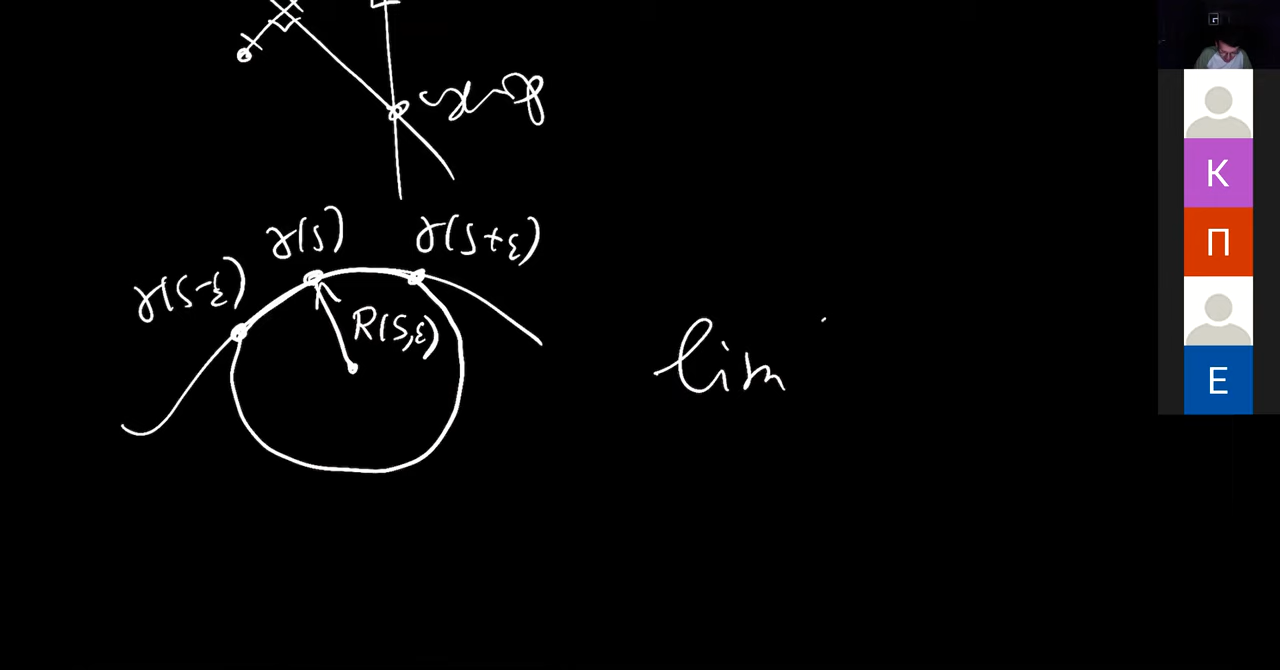 ц-р
γ(s)
γ(s+ε)
γ(s-ε)
R(s,ε)
lim
К
П
Е